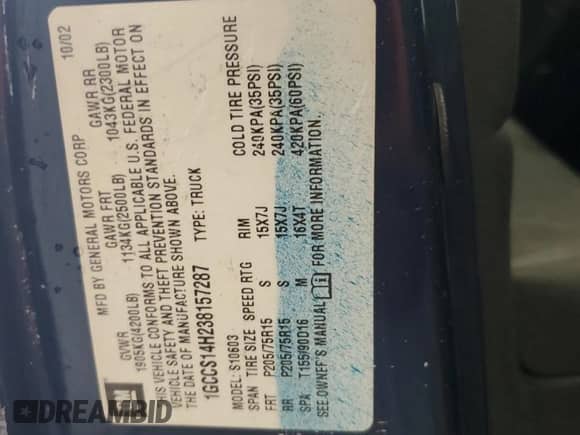 MFD BY GENERAL MOTORS CORP 10/02
GM GVWR GAWR FRT GAWR RR
1905KG(4200LB) 1134KG(2500LB) 1043KG(2300LB)
THIS VEHICLE CONFORMS TO ALL APPLICABLE U.S. FEDERAL MOTOR
VEHICLE SAFETY AND THEFT PREVENTION STANDARDS IN EFFECT ON
THE DATE OF MANUFACTURE SHOWN ABOVE.
1GCCS14H238157287 TYPE: TRUCK
MODEL: S10603
SPAN TIRE SIZE SPEED RTG RIM COLD TIRE PRESSURE
FRT P205/75R15 S 15X7J 240KPA(35PSI)
RR P205/75R15 S 15X7J 240KPA(35PSI)
SPA T155/90D16 M 16X4T 420KPA(60PSI)
SEE OWNER'S MANUAL FOR MORE INFORMATION.
DREAMBID